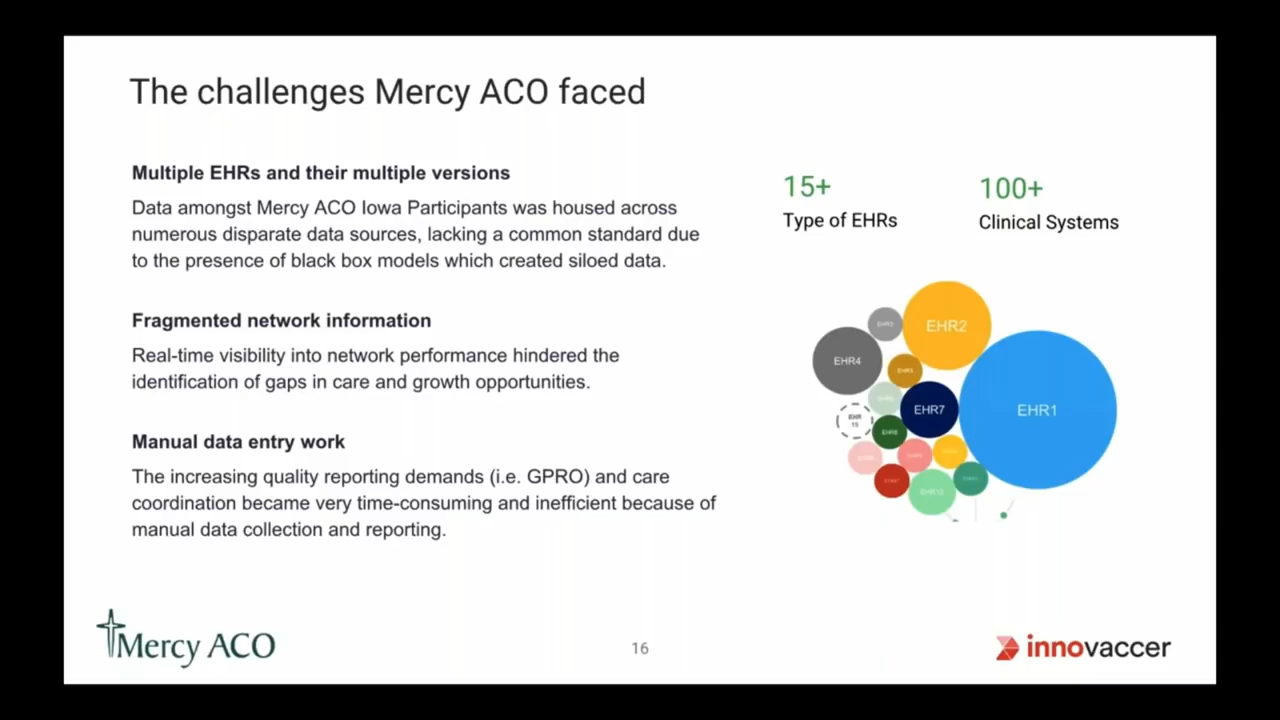 The challenges Mercy ACO faced
Multiple EHRs and their multiple versions
Data amongst Mercy ACO Iowa Participants was housed across
numerous disparate data sources, lacking a common standard due
to the presence of black box models which created siloed data.
Fragmented network information
Real-time visibility into network performance hindered the
identification of gaps in care and growth opportunities.
Manual data entry work
The increasing quality reporting demands (i.e. GPRO) and care
coordination became very time-consuming and inefficient because of
manual data collection and reporting.
15+
Type of EHRs
100+
Clinical Systems
EHR2
EHR4
EHR1
EHR7
EHR
15
EHR12
Mercy ACO
16
innovaccer